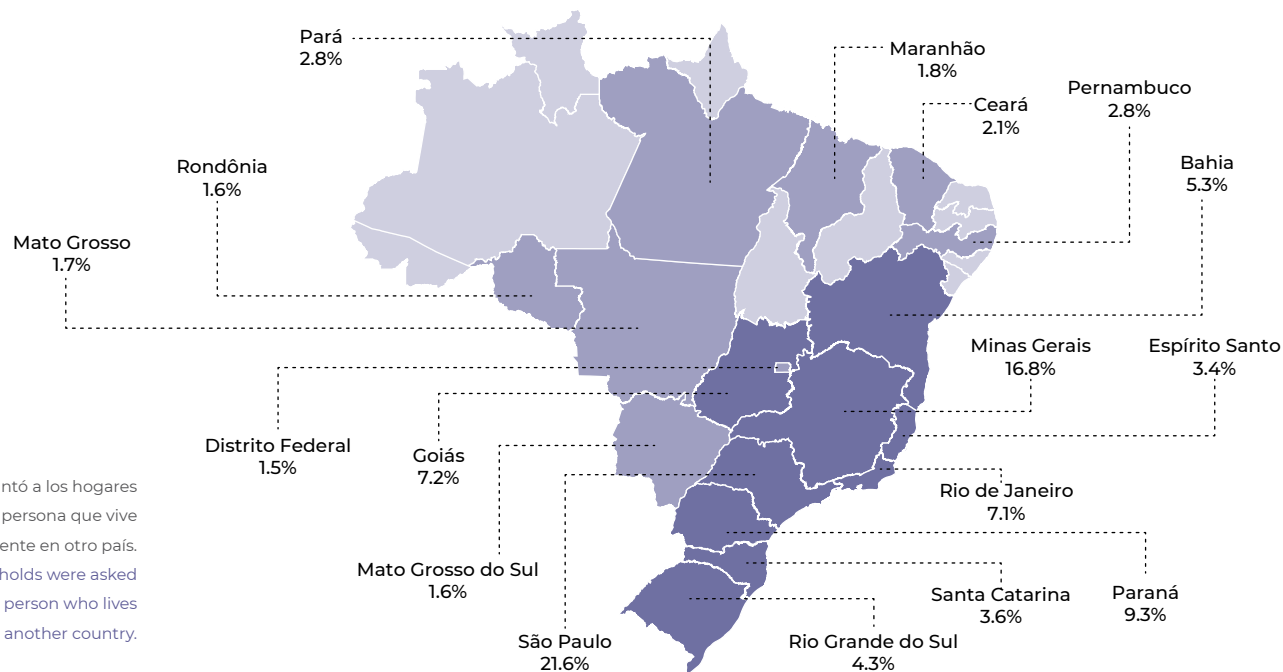 Pará
2.8%
Maranhão
1.8%
Ceará
2.1%
Pernambuco
2.8%
Bahia
5.3%
Rondônia
1.6%
Mato Grosso
1.7%
Minas Gerais
16.8%
Espírito Santo
3.4%
Distrito Federal
1.5%
Goiás
7.2%
Rio de Janeiro
7.1%
Mato Grosso do Sul
1.6%
Santa Catarina
3.6%
Paraná
9.3%
São Paulo
21.6%
Rio Grande do Sul
4.3%
ntó a los hogares
persona que vive
ente en otro país.
holds were asked
person who lives
another country.